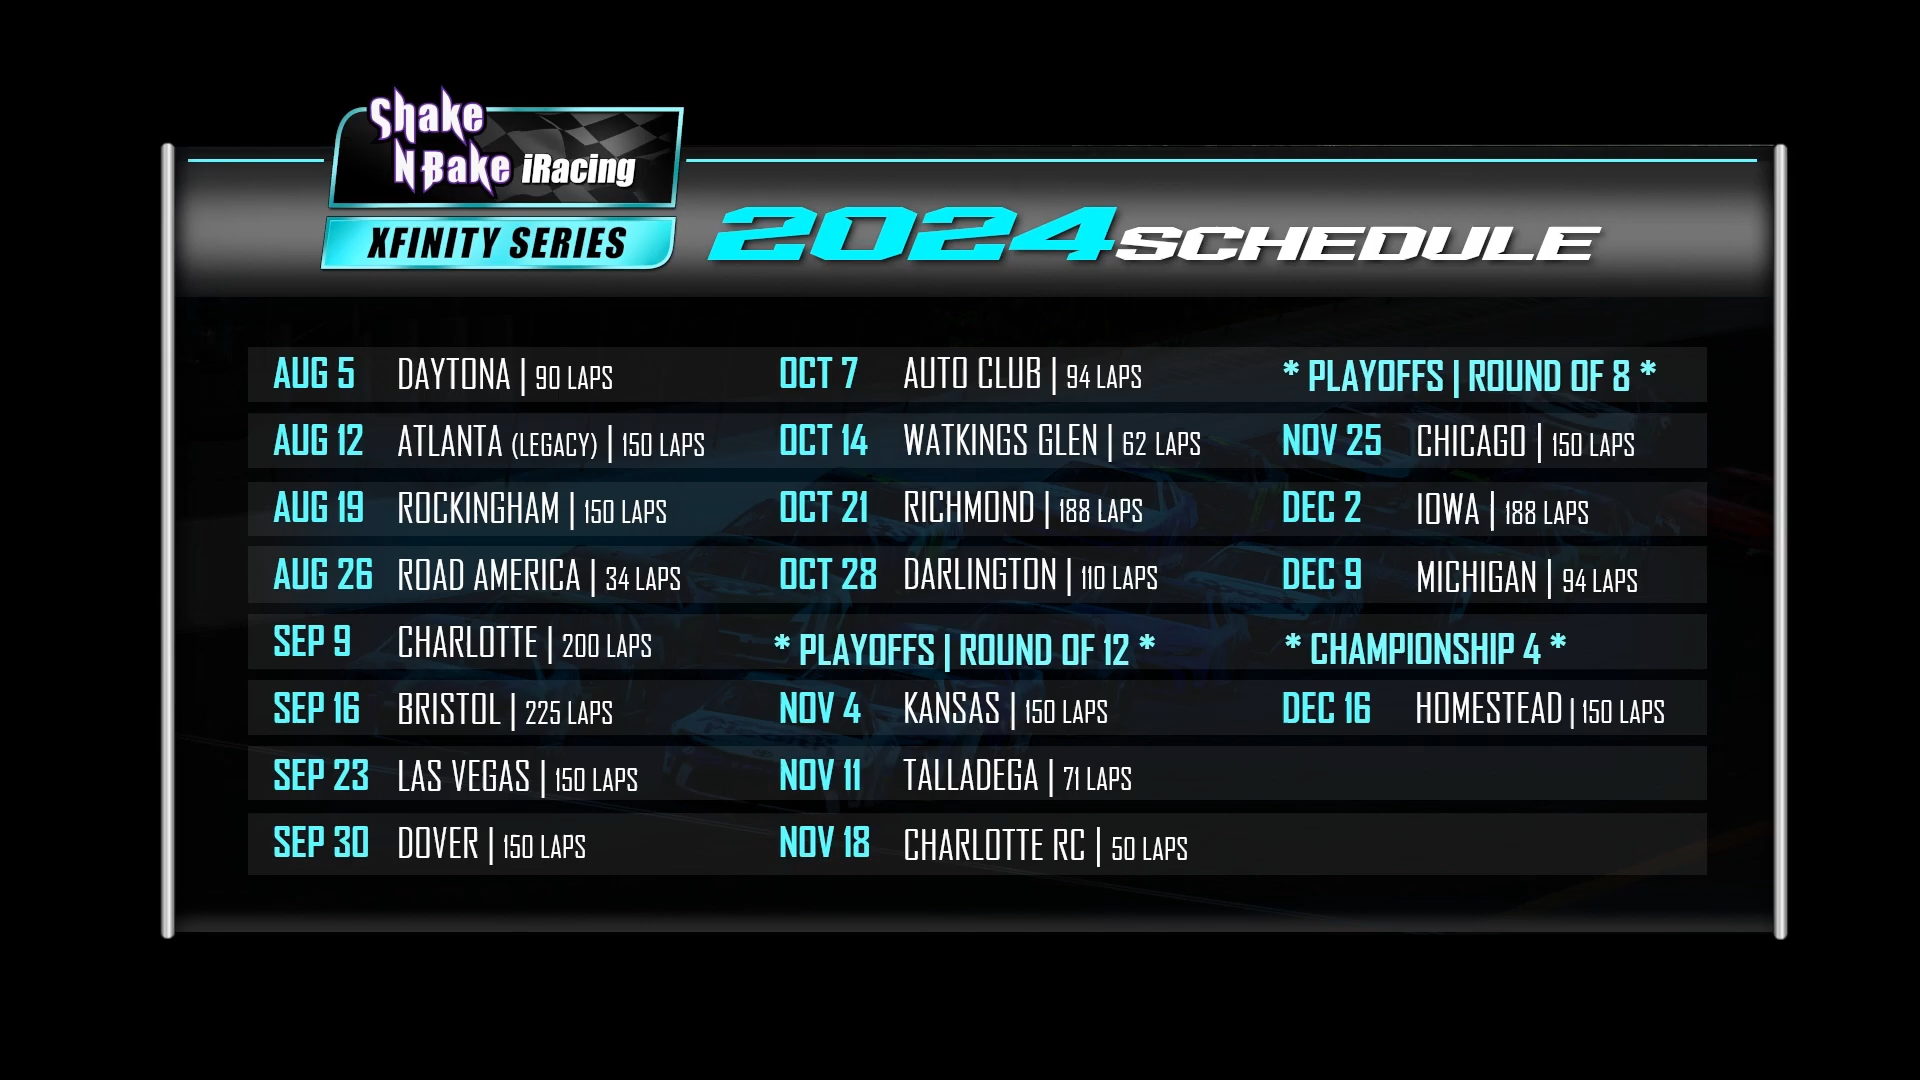 Shake
N Bake iRacing
XFINITY SERIES
2024 SCHEDULE
AUG 5 DAYTONA | 90 LAPS
AUG 12 ATLANTA (LEGACY) | 150 LAPS
AUG 19 ROCKINGHAM | 150 LAPS
AUG 26 ROAD AMERICA | 34 LAPS
SEP 9 CHARLOTTE | 200 LAPS
SEP 16 BRISTOL | 225 LAPS
SEP 23 LAS VEGAS | 150 LAPS
SEP 30 DOVER | 150 LAPS
OCT 7 AUTO CLUB | 94 LAPS
OCT 14 WATKINGS GLEN | 62 LAPS
OCT 21 RICHMOND | 188 LAPS
OCT 28 DARLINGTON | 110 LAPS
* PLAYOFFS | ROUND OF 12 *
NOV 4 KANSAS | 150 LAPS
NOV 11 TALLADEGA | 71 LAPS
NOV 18 CHARLOTTE RC | 50 LAPS
* PLAYOFFS | ROUND OF 8 *
NOV 25 CHICAGO | 150 LAPS
DEC 2 IOWA | 188 LAPS
DEC 9 MICHIGAN | 94 LAPS
* CHAMPIONSHIP 4 *
DEC 16 HOMESTEAD | 150 LAPS